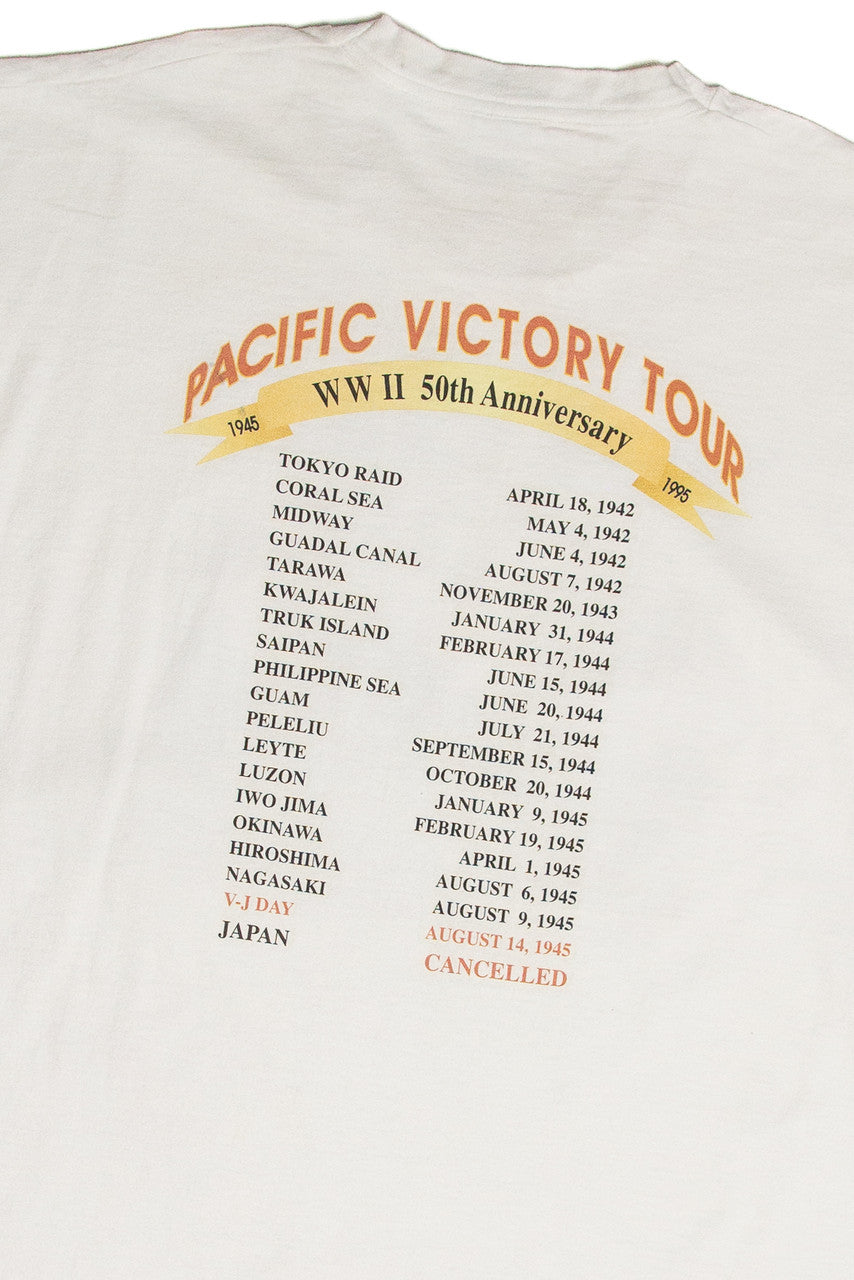 PACIFIC VICTORY TOUR
1945 WW II 50th Anniversary 1995
TOKYO RAID APRIL 18, 1942
CORAL SEA MAY 4, 1942
MIDWAY JUNE 4, 1942
GUADAL CANAL AUGUST 7, 1942
TARAWA NOVEMBER 20, 1943
KWAJALEIN JANUARY 31, 1944
TRUK ISLAND FEBRUARY 17, 1944
SAIPAN JUNE 15, 1944
PHILIPPINE SEA JUNE 20, 1944
GUAM JULY 21, 1944
PELELIU SEPTEMBER 15, 1944
LEYTE OCTOBER 20, 1944
LUZON JANUARY 9, 1945
IWO JIMA FEBRUARY 19, 1945
OKINAWA APRIL 1, 1945
HIROSHIMA AUGUST 6, 1945
NAGASAKI AUGUST 9, 1945
V-J DAY AUGUST 14, 1945
JAPAN CANCELLED